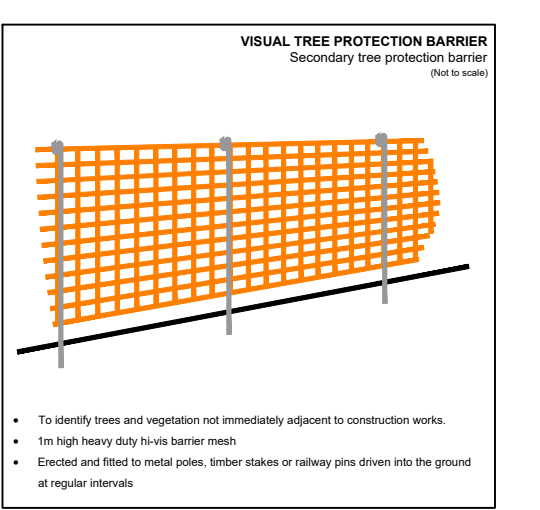 VISUAL TREE PROTECTION BARRIER
Secondary tree protection barrier
(Not to scale)
• To identify trees and vegetation not immediately adjacent to construction works.
• 1m high heavy duty hi-vis barrier mesh
• Erected and fitted to metal poles, timber stakes or railway pins driven into the ground
at regular intervals